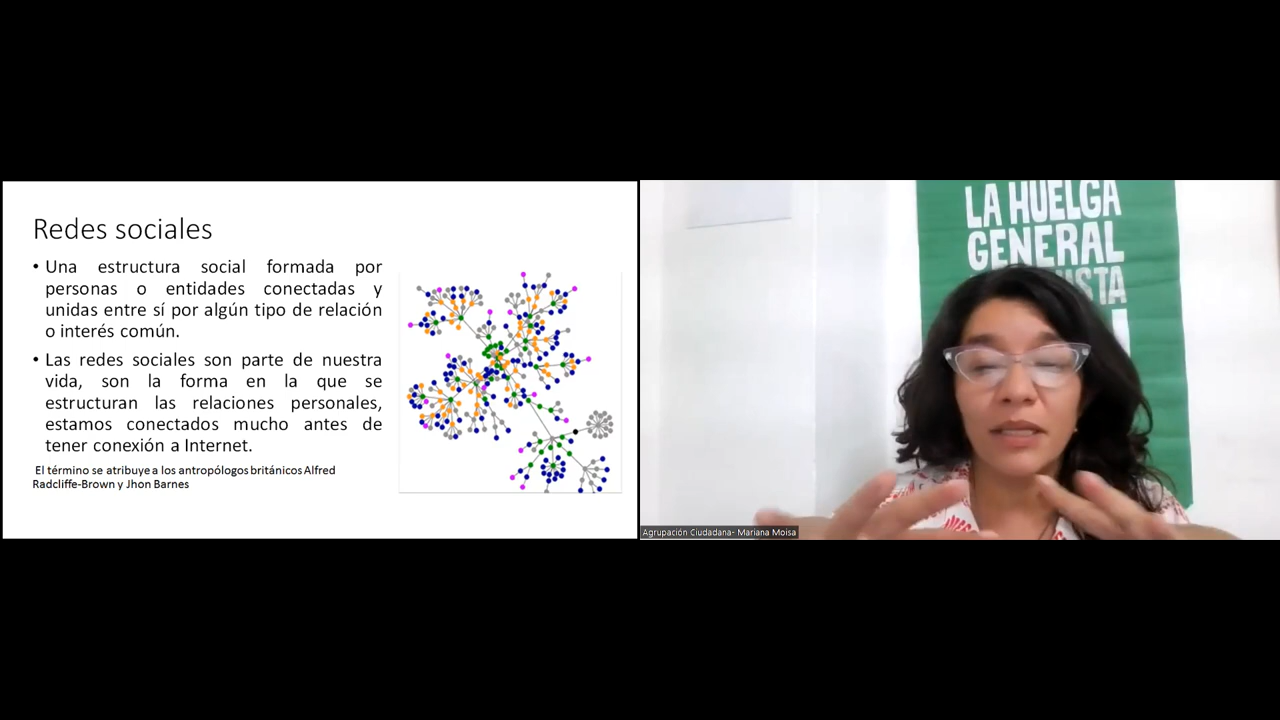 Redes sociales
• Una estructura social formada por
personas o entidades conectadas y
unidas entre sí por algún tipo de relación
o interés común.
• Las redes sociales son parte de nuestra
vida, son la forma en la que se
estructuran las relaciones personales,
estamos conectados mucho antes de
tener conexión a Internet.
El término se atribuye a los antropólogos británicos Alfred
Radcliffe-Brown y Jhon Barnes
LA HUELGA
GENERAL
Agrupación Ciudadana- Mariana Moisa